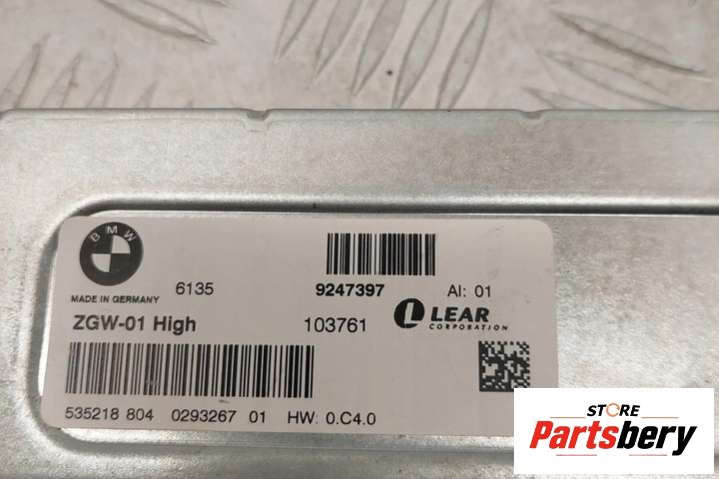 BMW
MADE IN GERMANY
6135
9247397
AI: 01
ZGW-01 High
103761
LEAR
CORPORATION
535218 804 0293267 01 HW: 0.C4.0
STORE
Partsbery